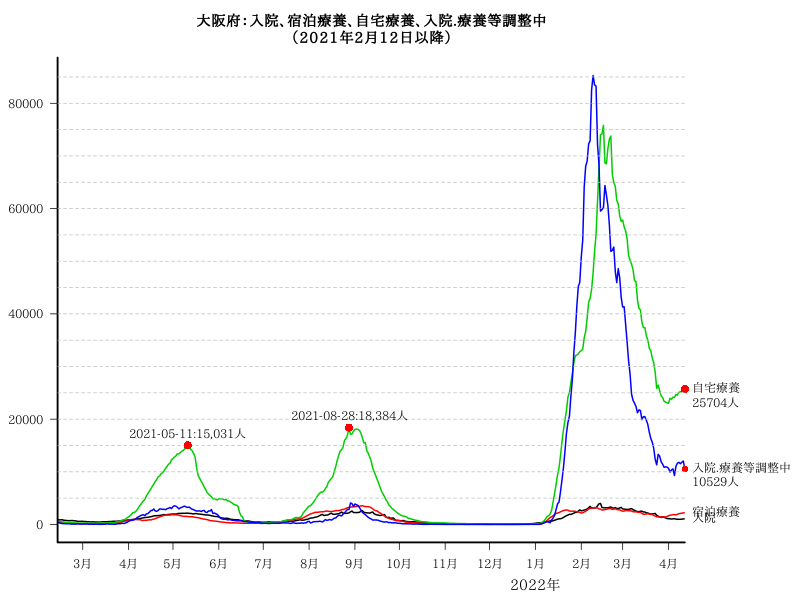 大阪府:入院、宿泊療養、自宅療養、入院.療養等調整中
(2021年2月12日以降)
80000
60000
40000
20000
0
2021-05-11:15,031人
2021-08-28:18,384人
自宅療養
25704人
入院.療養等調整中
10529人
宿泊療養
入院
3月 4月 5月 6月 7月 8月 9月 10月 11月 12月 1月 2月 3月 4月
2022年